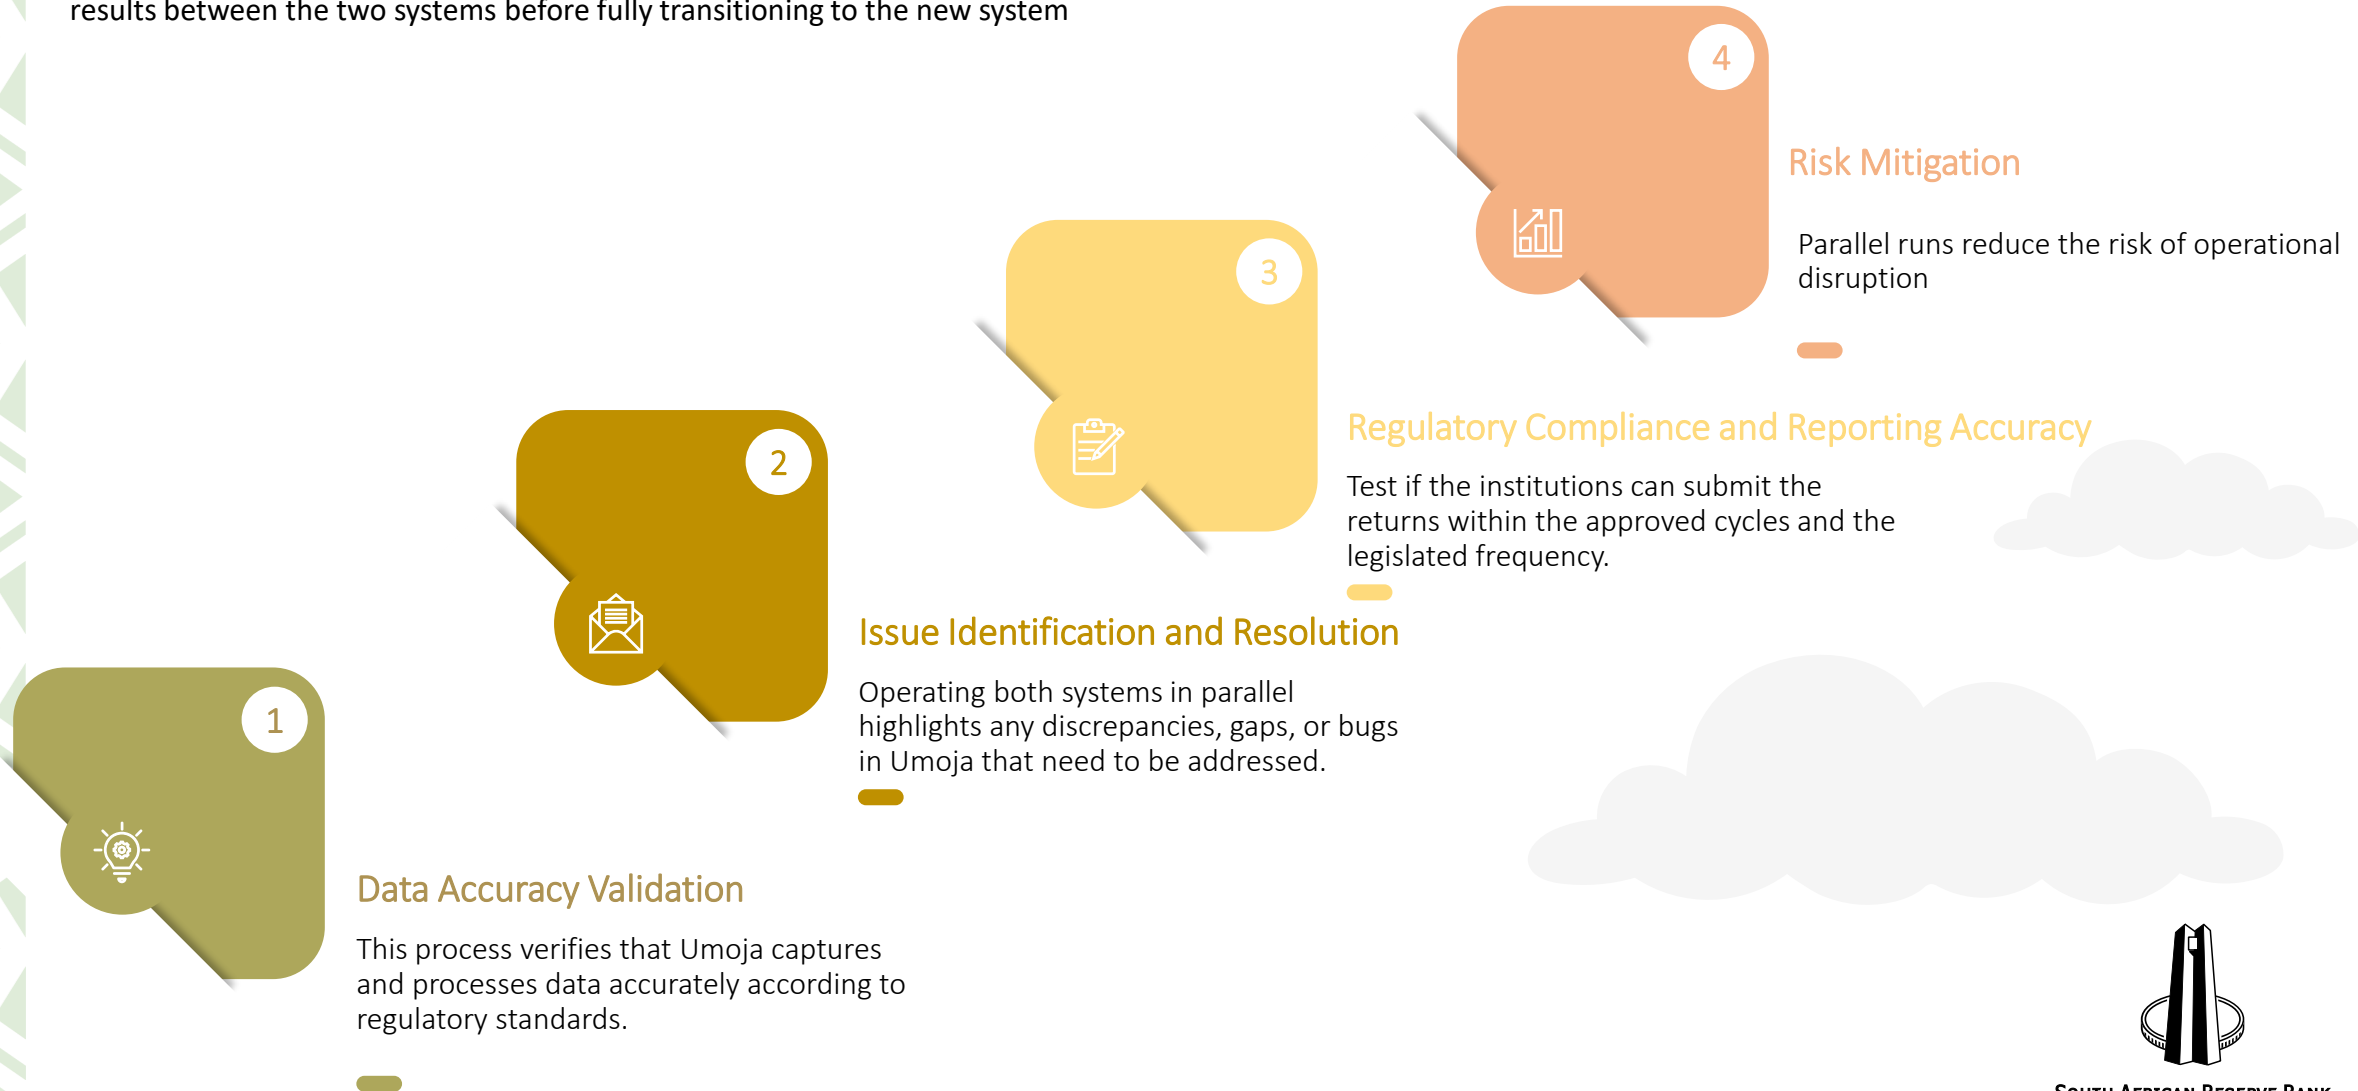 results between the two systems before fully transitioning to the new system
4
Risk Mitigation
Parallel runs reduce the risk of operational
disruption
3
Regulatory Compliance and Reporting Accuracy
Test if the institutions can submit the
returns within the approved cycles and the
legislated frequency.
2
Issue Identification and Resolution
Operating both systems in parallel
highlights any discrepancies, gaps, or bugs
in Umoja that need to be addressed.
1
Data Accuracy Validation
This process verifies that Umoja captures
and processes data accurately according to
regulatory standards.
SOUTH AFRICAN RESERVE BANK